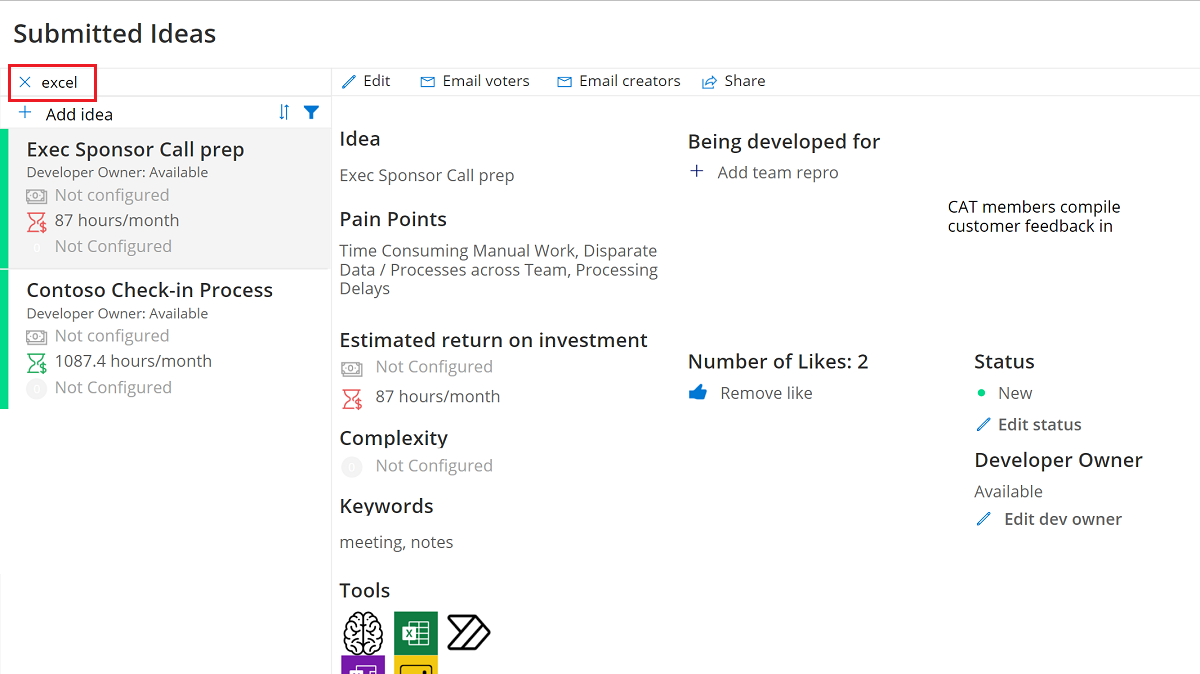 Submitted Ideas
excel
Add idea
Exec Sponsor Call prep
Developer Owner: Available
Not configured
87 hours/month
0 Not Configured
Contoso Check-in Process
Developer Owner: Available
Not configured
1087.4 hours/month
0 Not Configured
Edit
Email voters
Email creators
Share
Idea
Exec Sponsor Call prep
Pain Points
Time Consuming Manual Work, Disparate
Data / Processes across Team, Processing
Delays
Estimated return on investment
Not Configured
87 hours/month
Complexity
0 Not Configured
Keywords
meeting, notes
Tools
Being developed for
Add team repro
CAT members compile
customer feedback in
Number of Likes: 2
Remove like
Status
New
Edit status
Developer Owner
Available
Edit dev owner